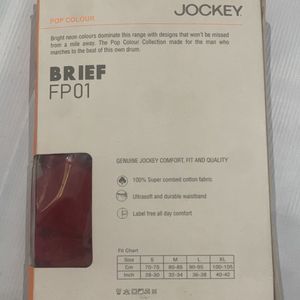 JOCKEY
POP COLOUR
Bright neon colours dominate this range with designs that won't be missed
from a mile away. The Pop Colour Collection made for the man who
marches to the beat of this own drum.
BRIEF
FP01
GENUINE JOCKEY COMFORT, FIT AND QUALITY
100% Super combed cotton fabric
Ultrasoft and durable waistband
Label free all day comfort
Fit Chart
Size S M L XL
Cm 70-75 80-85 90-95 100-105
Inch 28-30 32-34 36-38 40-42